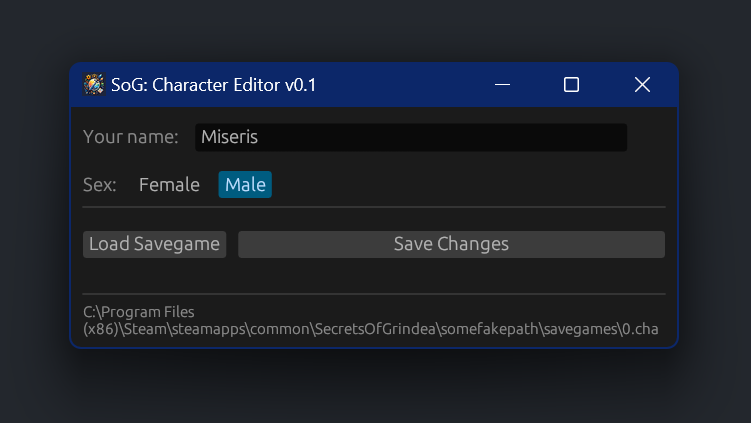 SoG: Character Editor v0.1
Your name: Miseris
Sex: Female Male
Load Savegame Save Changes
C:\Program Files
(x86)\Steam\steamapps\common\SecretsOfGrindea\somefakepath\savegames\0.cha